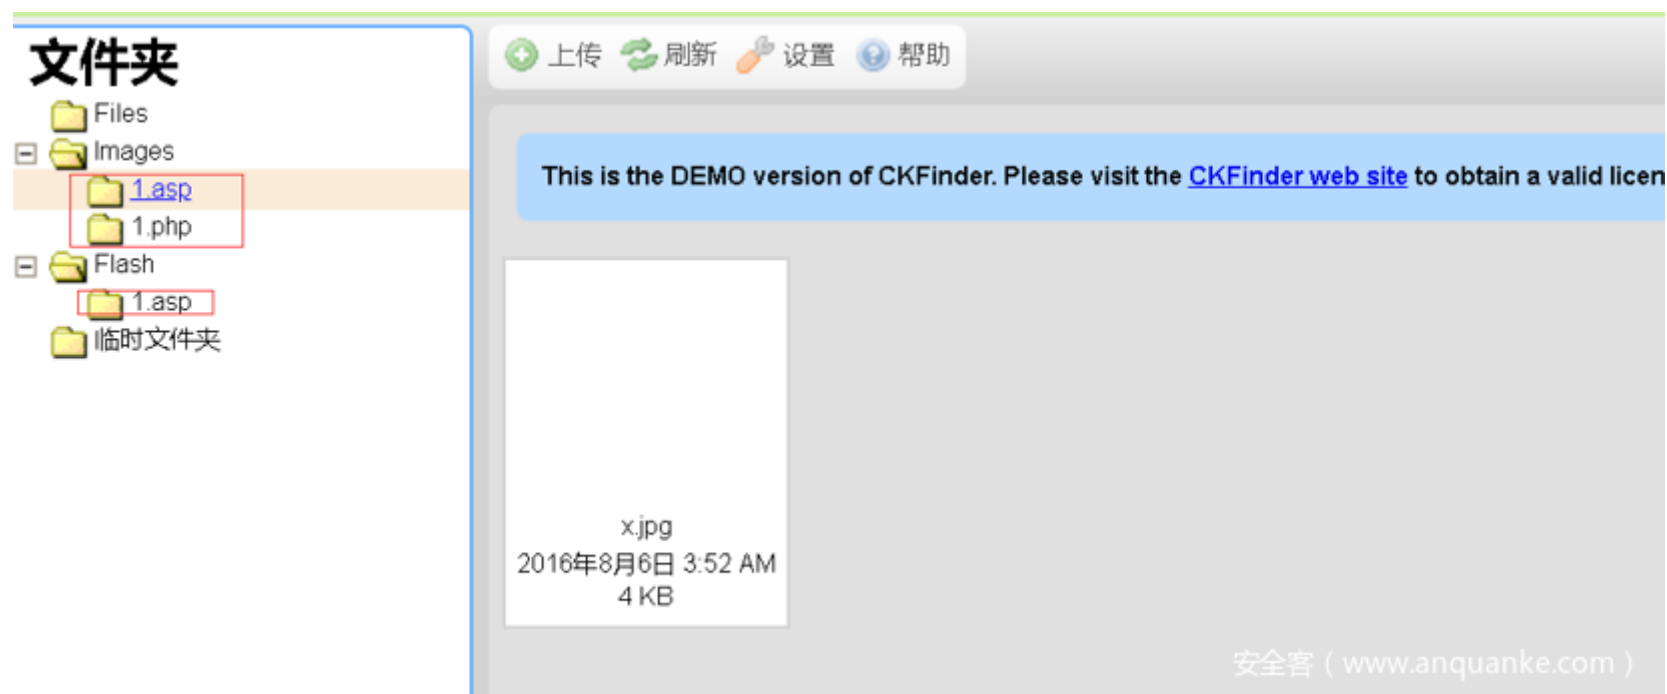 文件夹
Files
Images
1.asp
1.php
Flash
1.asp
临时文件夹
上传 刷新 设置 帮助
This is the DEMO version of CKFinder. Please visit the CKFinder web site to obtain a valid licen
x.jpg
2016年8月6日 3:52 AM
4 KB
安全客（www.anquanke.com）